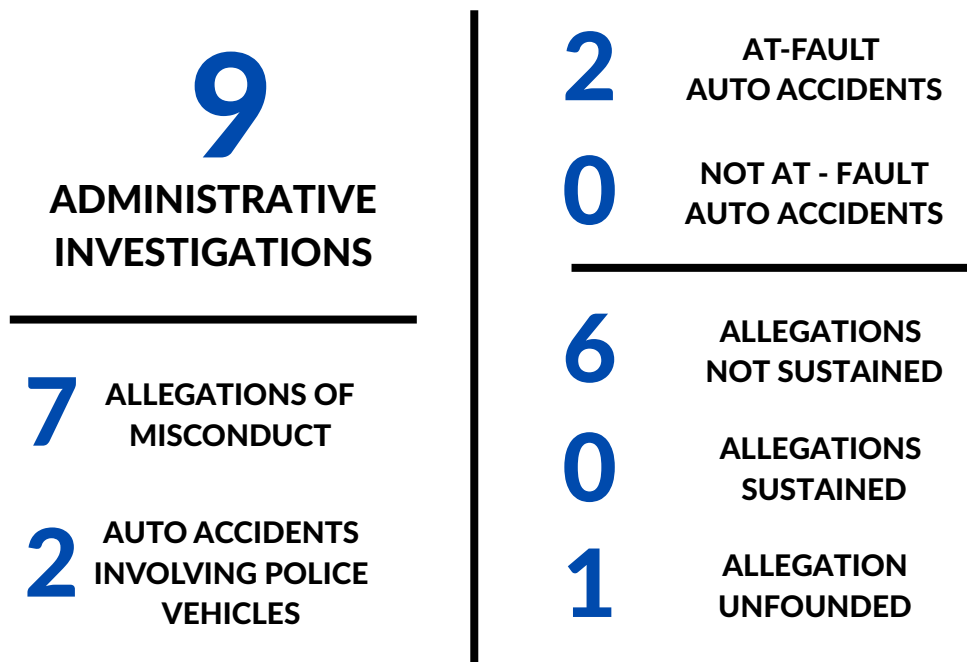 9
ADMINISTRATIVE
INVESTIGATIONS
7
ALLEGATIONS OF
MISCONDUCT
2
AUTO ACCIDENTS
INVOLVING POLICE
VEHICLES
2
AT-FAULT
AUTO ACCIDENTS
0
NOT AT - FAULT
AUTO ACCIDENTS
6
ALLEGATIONS
NOT SUSTAINED
0
ALLEGATIONS
SUSTAINED
1
ALLEGATION
UNFOUNDED